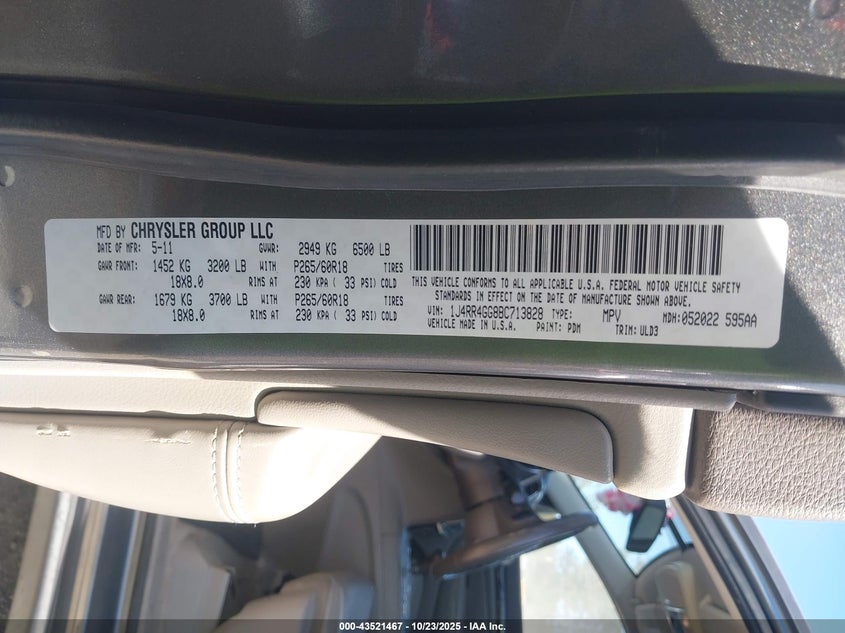 MFD BY CHRYSLER GROUP LLC
DATE OF MFR: 5-11 GVWR: 2949 KG 6500 LB
GAWR FRONT: 1452 KG 3200 LB WITH P265/60R18 TIRES
18X8.0 RIMS AT 230 KPA ( 33 PSI) COLD
GAWR REAR: 1679 KG 3700 LB WITH P265/60R18 TIRES
18X8.0 RIMS AT 230 KPA ( 33 PSI) COLD
THIS VEHICLE CONFORMS TO ALL APPLICABLE U.S.A. FEDERAL MOTOR VEHICLE SAFETY
STANDARDS IN EFFECT ON THE DATE OF MANUFACTURE SHOWN ABOVE.
VIN: 1J4RR4GG8BC713828 TYPE: MPV MDH: 052022 595AA
VEHICLE MADE IN U.S.A. PAINT: PDM TRIM: ULD3
000-43521467 - 10/23/2025 - IAA Inc.